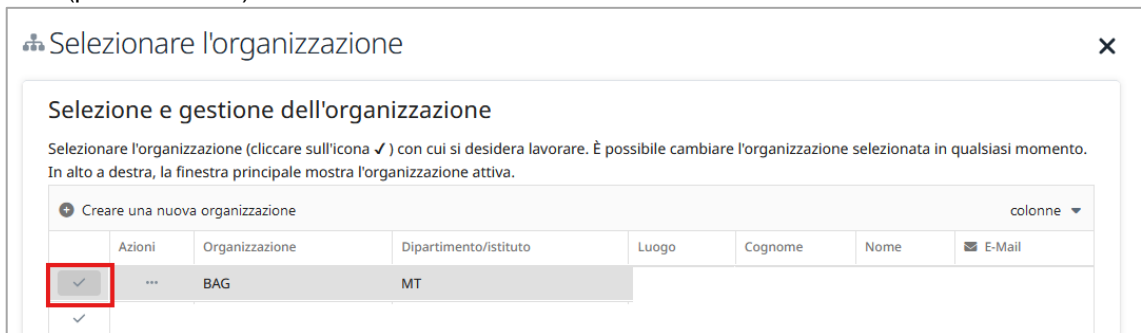 Selezionare l'organizzazione
Selezione e gestione dell'organizzazione
Selezionare l'organizzazione (cliccare sull'icona ✓ ) con cui si desidera lavorare. È possibile cambiare l'organizzazione selezionata in qualsiasi momento.
In alto a destra, la finestra principale mostra l'organizzazione attiva.
Creare una nuova organizzazione colonne
Azioni Organizzazione Dipartimento/istituto Luogo Cognome Nome E-Mail
BAG MT